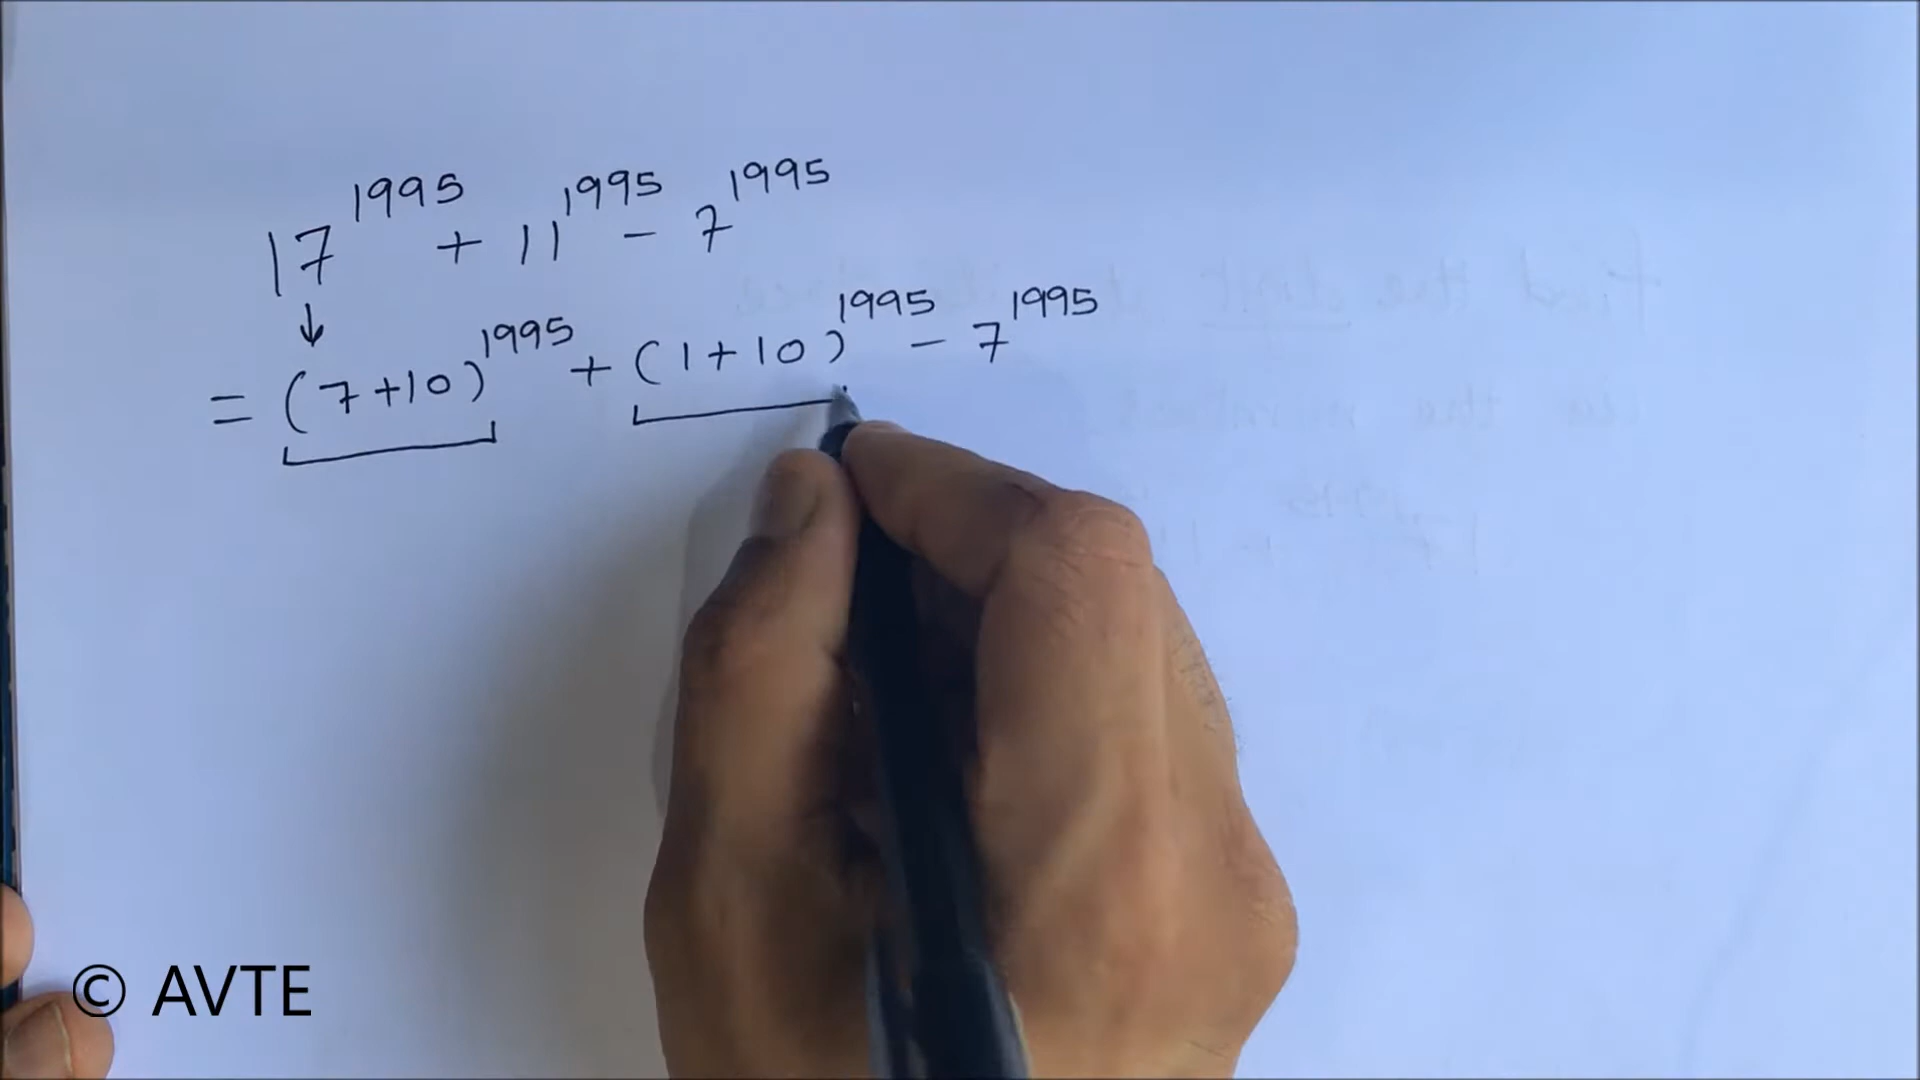 17^1995 + 11^1995 - 7^1995
↓
= (7+10)^1995 + (1+10)^1995 - 7^1995
© AVTE